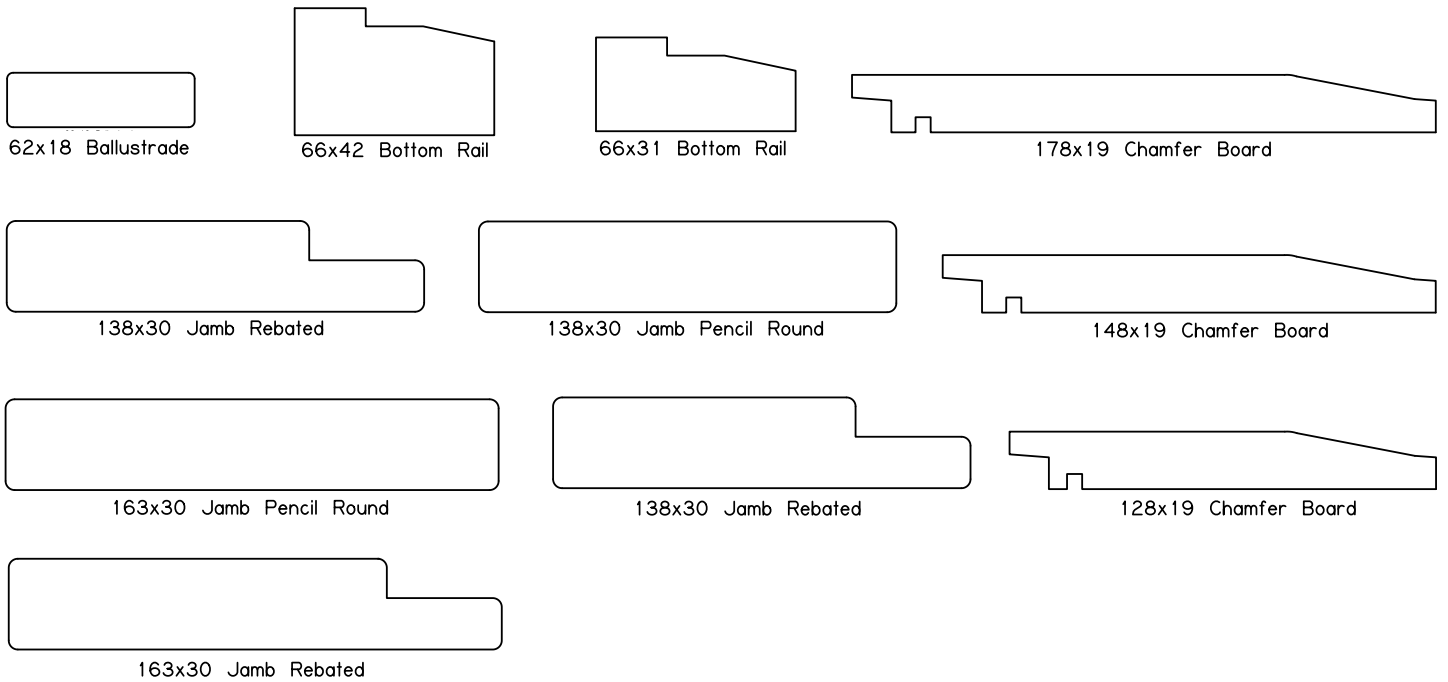 62x18 Ballustrade
66x42 Bottom Rail
66x31 Bottom Rail
178x19 Chamfer Board
138x30 Jamb Rebated
138x30 Jamb Pencil Round
148x19 Chamfer Board
163x30 Jamb Pencil Round
138x30 Jamb Rebated
128x19 Chamfer Board
163x30 Jamb Rebated